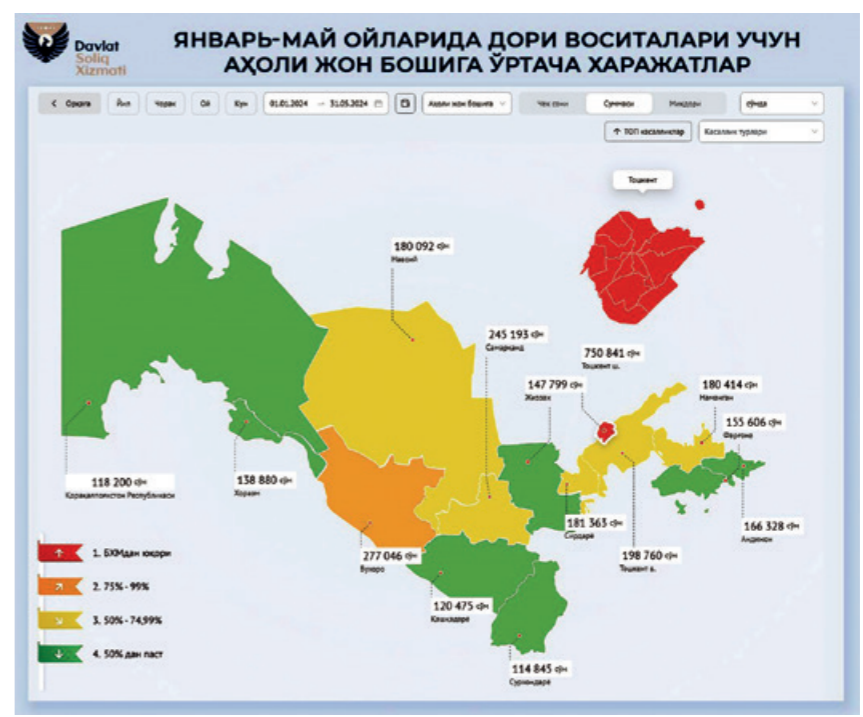 Davlat
Soliq
Xizmati
ЯНВАРЬ-МАЙ ОЙЛАРИДА ДОРИ ВОСИТАЛАРИ УЧУН
АҲОЛИ ЖОН БОШИГА ЎРТАЧА ХАРАЖАТЛАР
Орқага Йил Чорак Ой Кун 01.01.2024 → 31.05.2024 Аҳоли жон бошига Чек сони Суммаси Миқдори сўмда
ТОП касалликлар Касаллик турлари
Тошкент
180 092 сўм
Навоий
245 193 сўм
Самарқанд
750 841 сўм
Тошкент ш.
147 799 сўм
Жиззах
180 414 сўм
Наманган
155 606 сўм
Фарғона
118 200 сўм
Қорақалпоғистон Республикаси
138 880 сўм
Хоразм
181 363 сўм
Сирдарё
166 328 сўм
Андижон
277 046 сўм
Бухоро
198 760 сўм
Тошкент в.
120 475 сўм
Қашқадарё
114 845 сўм
Сурхондарё
1. БХМдан юқори
2. 75% - 99%
3. 50% - 74,99%
4. 50% дан паст